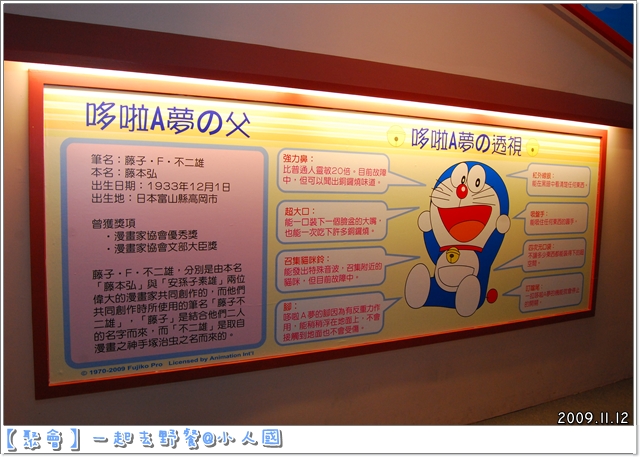 哆啦A夢の父
筆名：藤子・F・不二雄
本名：藤本弘
出生日期：1933年12月1日
出生地：日本富山縣高岡市
曾獲獎項
・漫畫家協會優秀獎
・漫畫家協會文部大臣獎
藤子・F・不二雄，分別是由本名
「藤本弘」與「安孫子素雄」兩位
偉大的漫畫家共同創作的，而他們
共同創作時所使用的筆名「藤子不
二雄」，「藤子」是結合他們二人
的名字而來，而「不二雄」是取自
漫畫之神手塚治虫之名而來的。
© 1970-2009 Fujiko Pro Licensed by Animation Int'l
哆啦A夢の透視
強力鼻：
比普通人靈敏20倍。目前故障
中，但可以聞出銅鑼燒味道。
超大口：
能一口裝下一個臉盆的大嘴，
也能一次吃下許多銅鑼燒。
召集貓咪鈴：
能發出特殊音波，召集附近的
貓咪，但目前故障中。
腳：
哆啦A夢的腳因為有反重力作
用，能稍稍浮在地面上，不會
接觸到地面也不會受傷。
紅外線眼：
吸盤手：
四次元口袋：
2009.11.12
【聚會】一起去野餐@小人國